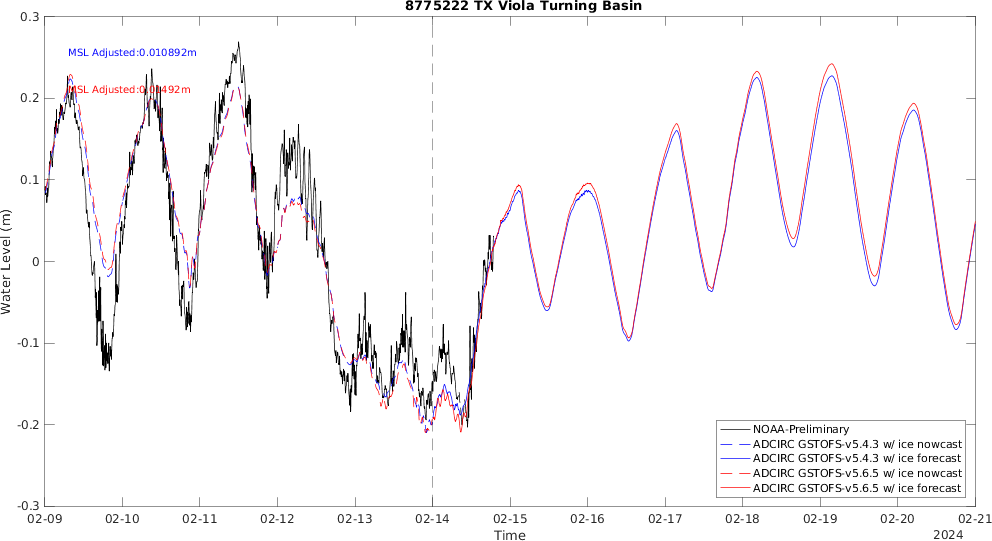 8775222 TX Viola Turning Basin
0.3
MSL Adjusted:0.010892m
MSL Adjusted:0.01492m
0.2
0.1
0
-0.1
-0.2
-0.3
Water Level (m)
NOAA-Preliminary
ADCIRC GSTOFS-v5.4.3 w/ ice nowcast
ADCIRC GSTOFS-v5.4.3 w/ ice forecast
ADCIRC GSTOFS-v5.6.5 w/ ice nowcast
ADCIRC GSTOFS-v5.6.5 w/ ice forecast
02-09 02-10 02-11 02-12 02-13 02-14 02-15 02-16 02-17 02-18 02-19 02-20 02-21
Time
2024